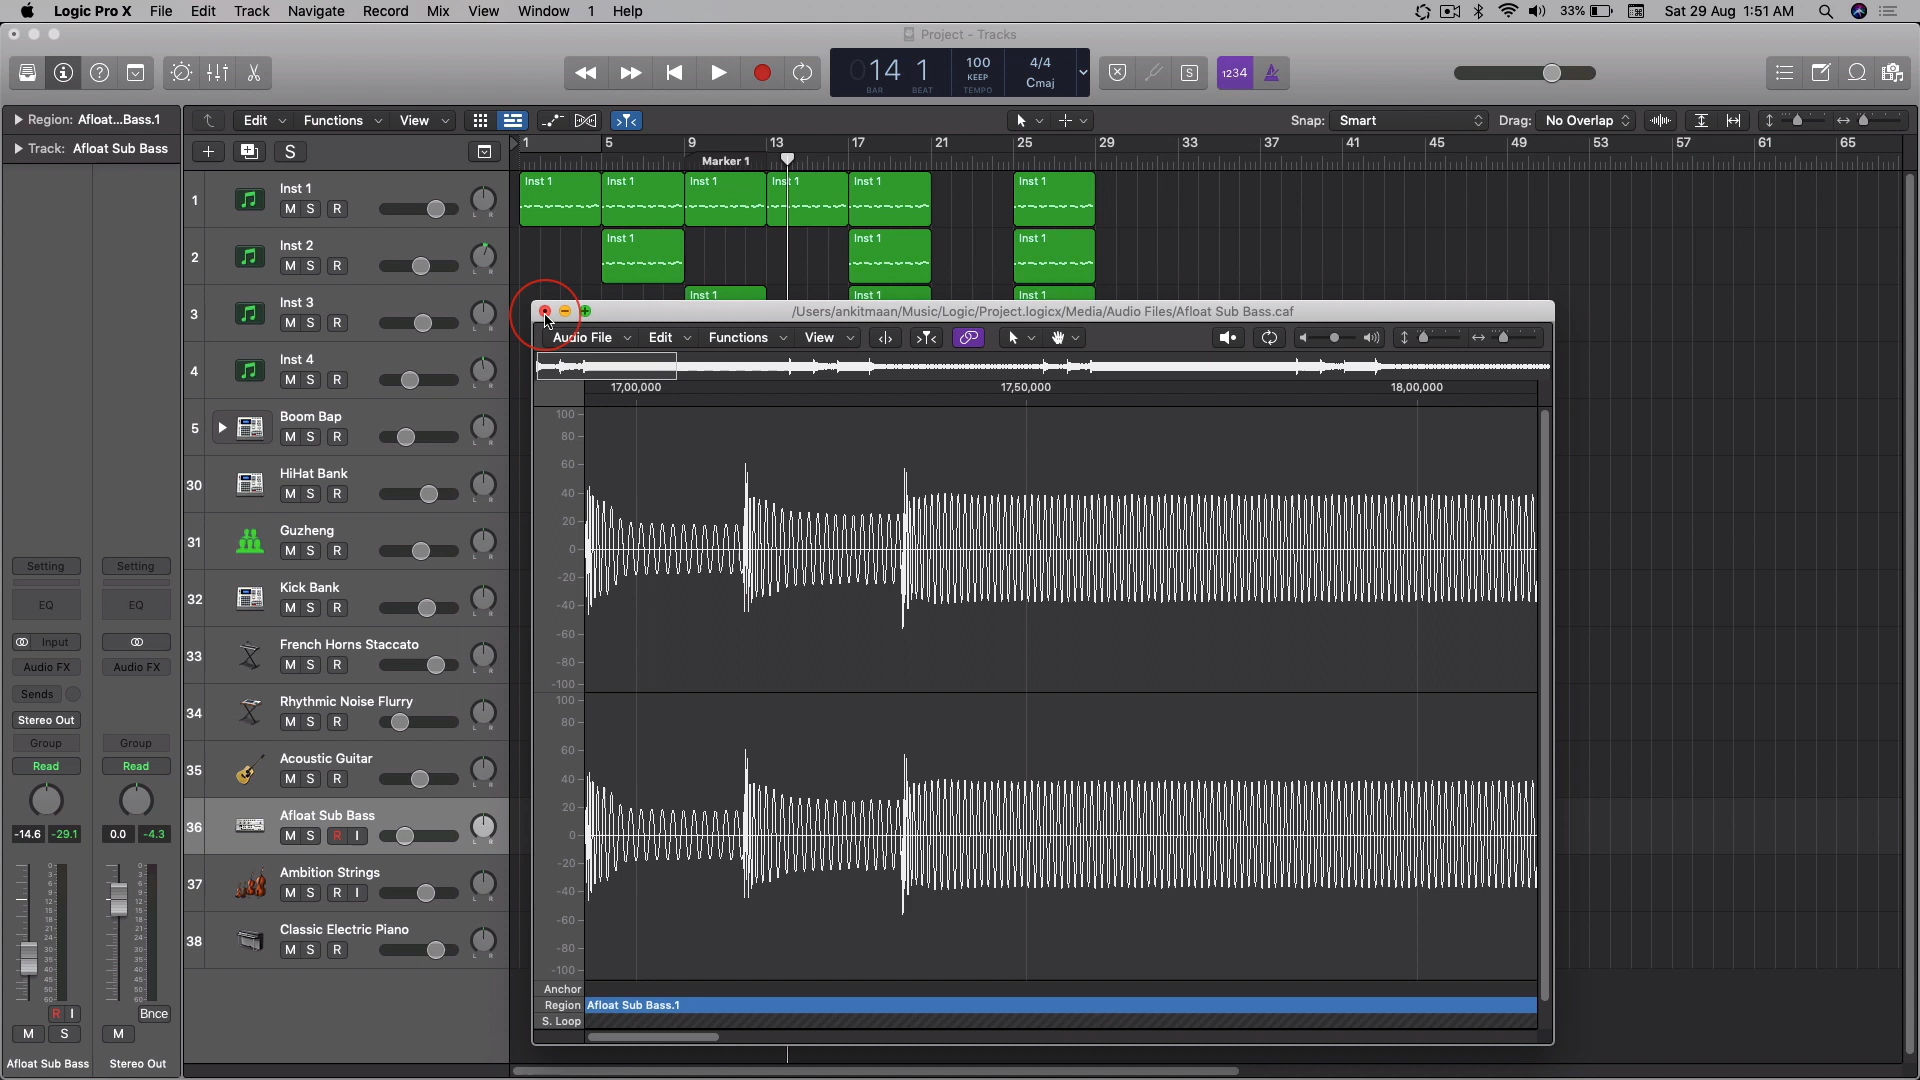 Logic Pro X File Edit Track Navigate Record Mix View Window 1 Help 33% Sat 29 Aug 1:51 AM
Project - Tracks
14 1 100 KEEP TEMPO 4/4 Cmaj
BAR BEAT
S 1234
Region: Afloat...Bass.1
Edit Functions View Snap: Smart Drag: No Overlap
Track: Afloat Sub Bass
S
1 5 9 13 17 21 25 29 33 37 41 45 49 53 57 61 65
Marker 1
1 Inst 1 M S R L R
Inst 1 Inst 1 Inst 1 Inst 1 Inst 1 Inst 1
2 Inst 2 M S R L R
Inst 1 Inst 1 Inst 1
3 Inst 3 M S R L R
Inst 1 Inst 1 Inst 1
4 Inst 4 M S R L R
5 Boom Bap M S R L R
30 HiHat Bank M S R L R
31 Guzheng M S R L R
32 Kick Bank M S R L R
33 French Horns Staccato M S R L R
34 Rhythmic Noise Flurry M S R L R
35 Acoustic Guitar M S R L R
36 Afloat Sub Bass M S R I L R
37 Ambition Strings M S R I L R
38 Classic Electric Piano M S R L R
/Users/ankitmaan/Music/Logic/Project.logicx/Media/Audio Files/Afloat Sub Bass.caf
Audio File Edit Functions View
17,00,000 17,50,000 18,00,000
100
80
60
40
20
0
-20
-40
-60
-80
-100
100
80
60
40
20
0
-20
-40
-60
-80
-100
Anchor
Region Afloat Sub Bass.1
S. Loop
Setting Setting
EQ EQ
Input
Audio FX Audio FX
Sends
Stereo Out
Group Group
Read Read
-14.6 -29.1 0.0 -4.3
R I Bnce
M S M
Afloat Sub Bass Stereo Out